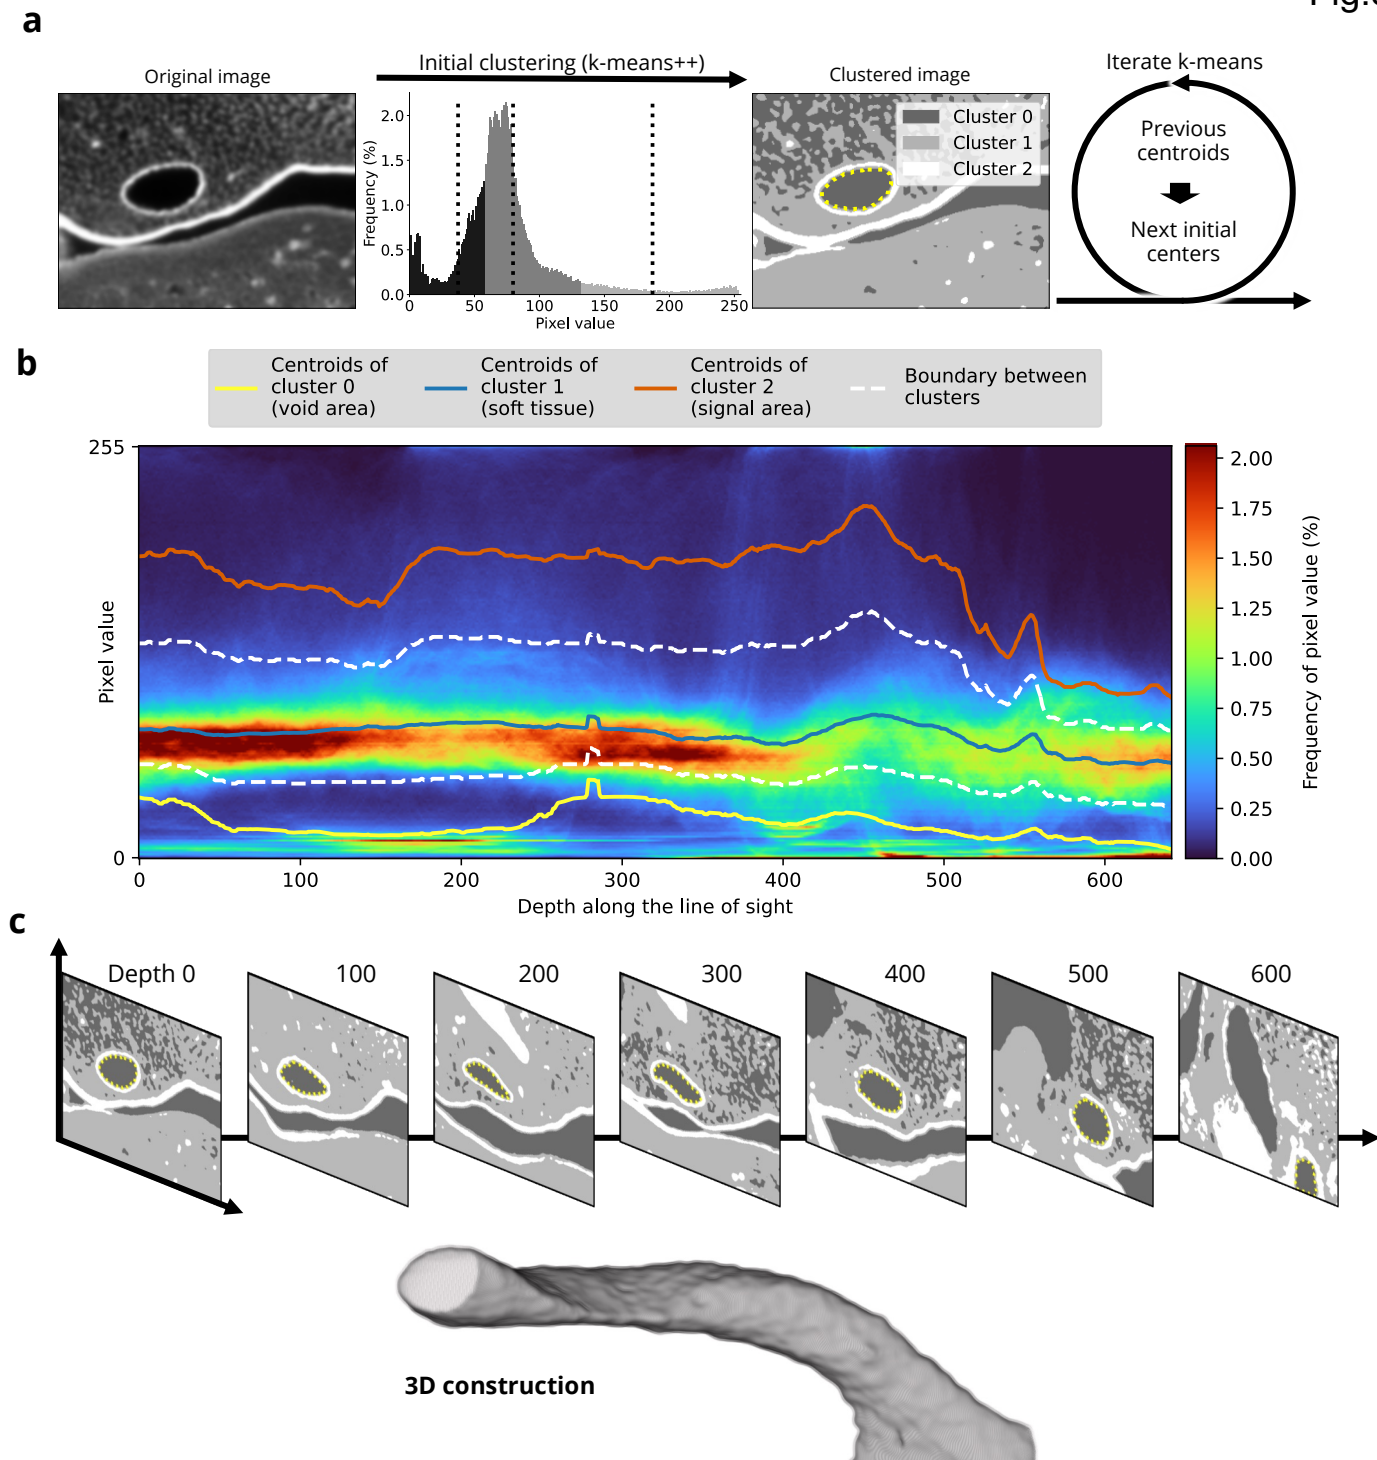 a
Original image
Initial clustering (k-means++)
Clustered image
Iterate k-means
Frequency (%)
2.0
1.5
1.0
0.5
0.0
0
50
100
150
200
250
Pixel value
Cluster 0
Cluster 1
Cluster 2
Previous
centroids
Next initial
centers
b
Centroids of
cluster 0
(void area)
Centroids of
cluster 1
(soft tissue)
Centroids of
cluster 2
(signal area)
Boundary between
clusters
255
0
Pixel value
0
100
200
300
400
500
600
Depth along the line of sight
2.00
1.75
1.50
1.25
1.00
0.75
0.50
0.25
0.00
Frequency of pixel value (%)
c
Depth 0
100
200
300
400
500
600
3D construction